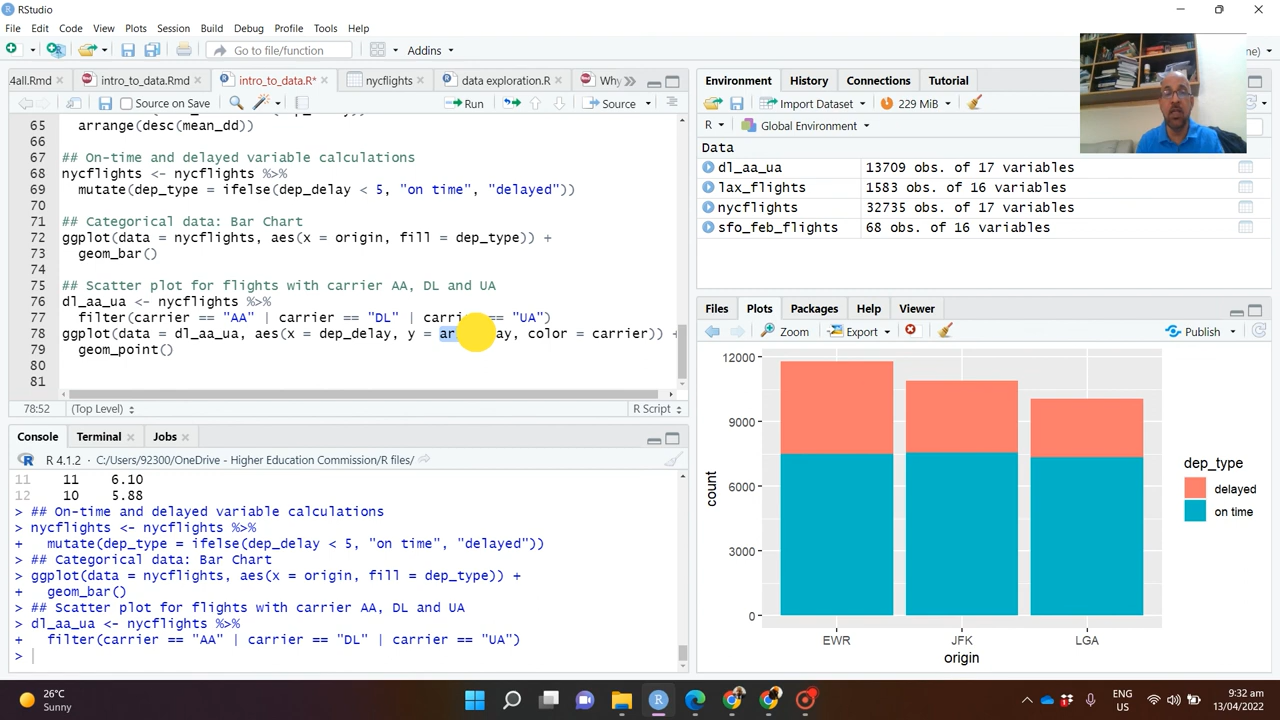 RStudio
File Edit Code View Plots Session Build Debug Profile Tools Help
Go to file/function
Addins
4all.Rmd
intro_to_data.Rmd
intro_to_data.R*
nycflights
data exploration.R
Why
Source on Save
Run
Source
65 arrange(desc(mean_dd))
66
67 ## On-time and delayed variable calculations
68 nycflights <- nycflights %>%
69 mutate(dep_type = ifelse(dep_delay < 5, "on time", "delayed"))
70
71 ## Categorical data: Bar Chart
72 ggplot(data = nycflights, aes(x = origin, fill = dep_type)) +
73 geom_bar()
74
75 ## Scatter plot for flights with carrier AA, DL and UA
76 dl_aa_ua <- nycflights %>%
77 filter(carrier == "AA" | carrier == "DL" | carrier == "UA")
78 ggplot(data = dl_aa_ua, aes(x = dep_delay, y = ar ay, color = carrier)) +
79 geom_point()
80
81
78:52 (Top Level) R Script
Console Terminal Jobs
R 4.1.2 · C:/Users/92300/OneDrive - Higher Education Commission/R files/
11 11 6.10
12 10 5.88
> ## On-time and delayed variable calculations
> nycflights <- nycflights %>%
+ mutate(dep_type = ifelse(dep_delay < 5, "on time", "delayed"))
> ## Categorical data: Bar Chart
> ggplot(data = nycflights, aes(x = origin, fill = dep_type)) +
+ geom_bar()
> ## Scatter plot for flights with carrier AA, DL and UA
> dl_aa_ua <- nycflights %>%
+ filter(carrier == "AA" | carrier == "DL" | carrier == "UA")
>
Environment History Connections Tutorial
Import Dataset 229 MiB
R Global Environment
Data
dl_aa_ua 13709 obs. of 17 variables
lax_flights 1583 obs. of 16 variables
nycflights 32735 obs. of 17 variables
sfo_feb_flights 68 obs. of 16 variables
Files Plots Packages Help Viewer
Zoom Export Publish
12000
9000
6000
3000
0
count
EWR JFK LGA
origin
dep_type
delayed
on time
26°C
Sunny
ENG
US
9:32 am
13/04/2022